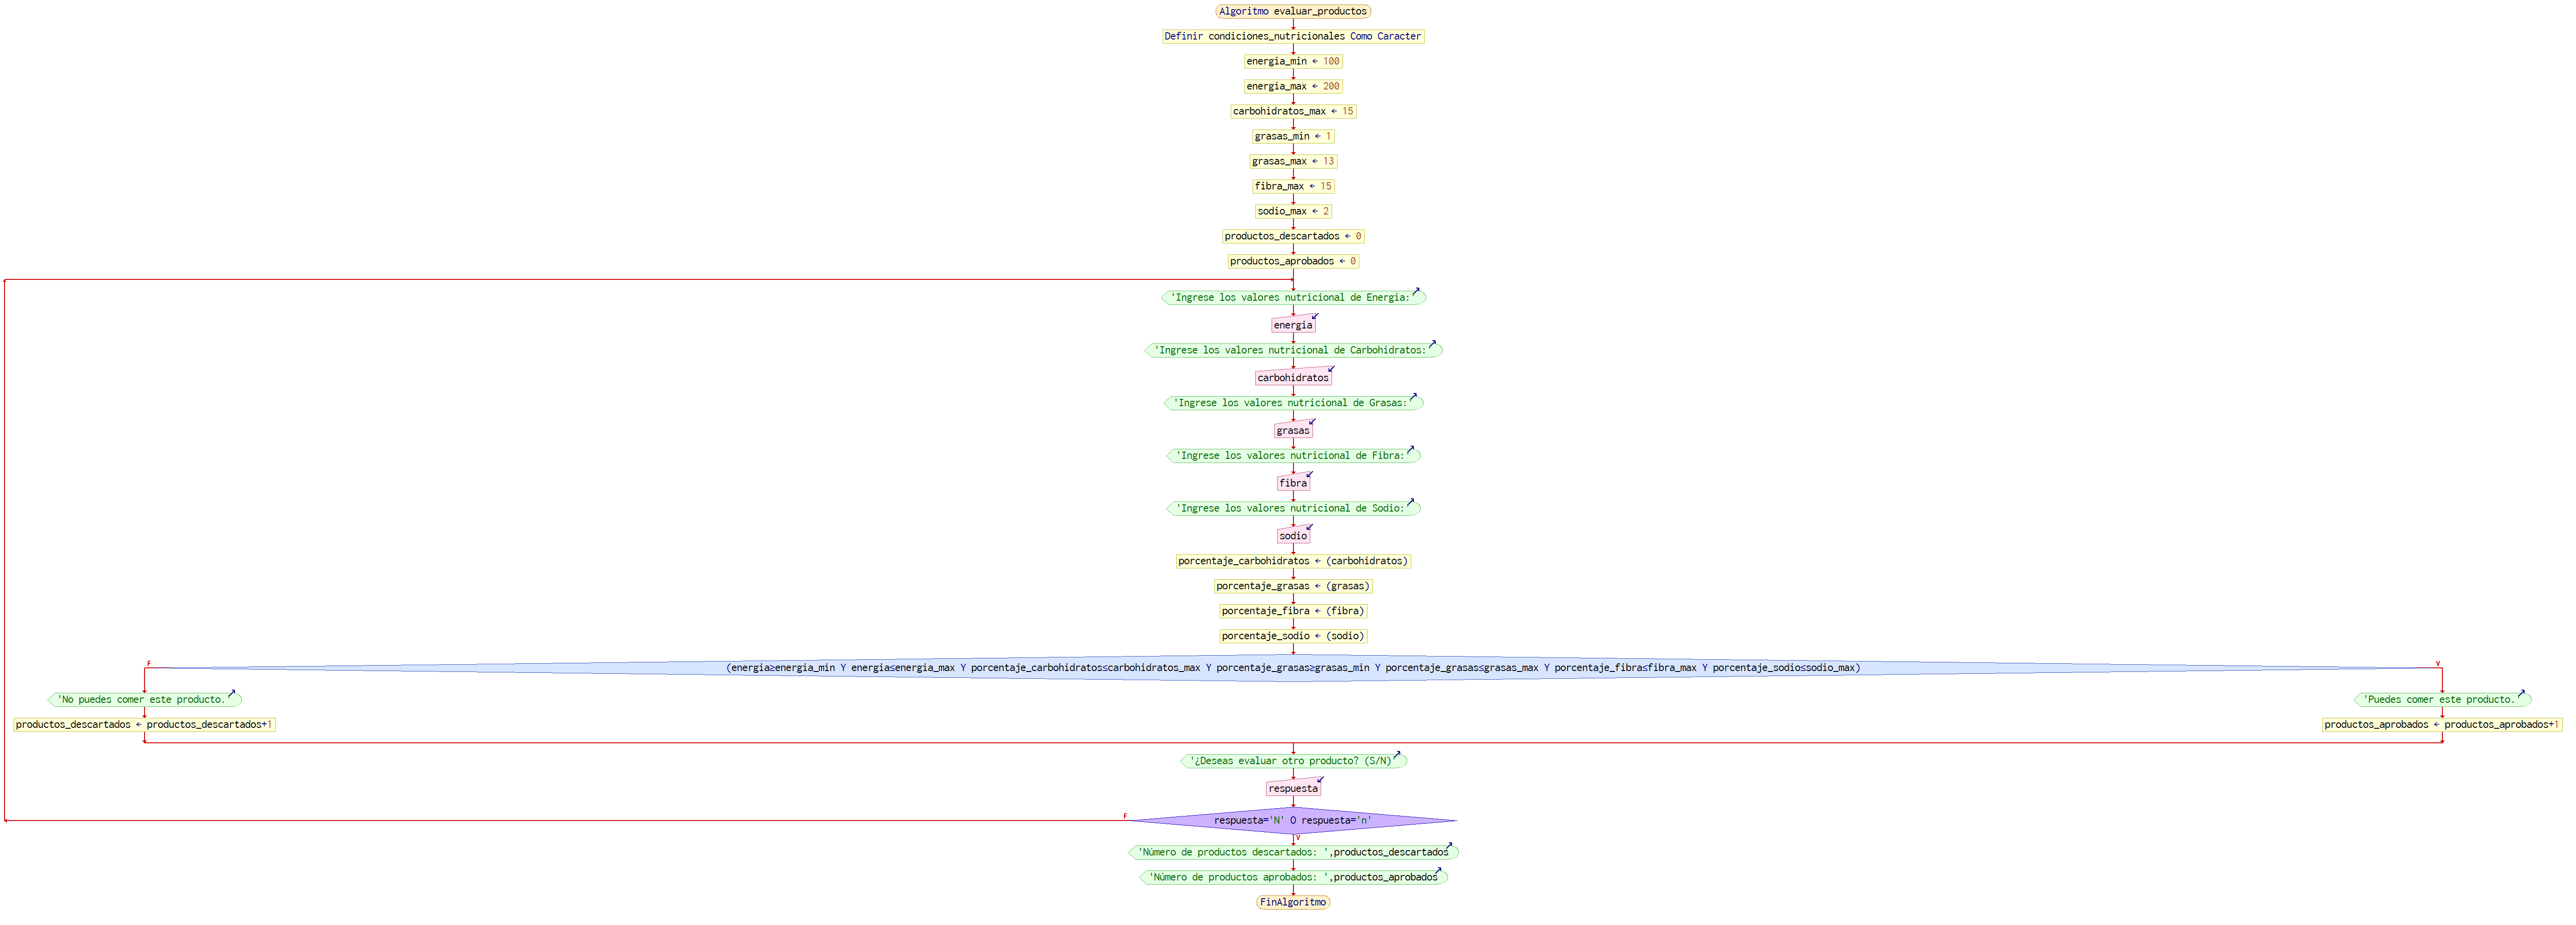 Algoritmo evaluar_productos
Definir condiciones_nutricionales Como Caracter
energia_min ← 100
energia_max ← 200
carbohidratos_max ← 15
grasas_min ← 1
grasas_max ← 13
fibra_max ← 15
sodio_max ← 2
productos_descartados ← 0
productos_aprobados ← 0
'Ingrese los valores nutricional de Energía:'
energia
'Ingrese los valores nutricional de Carbohidratos:'
carbohidratos
'Ingrese los valores nutricional de Grasas:'
grasas
'Ingrese los valores nutricional de Fibra:'
fibra
'Ingrese los valores nutricional de Sodio:'
sodio
porcentaje_carbohidratos ← (carbohidratos)
porcentaje_grasas ← (grasas)
porcentaje_fibra ← (fibra)
porcentaje_sodio ← (sodio)
F
(energia≥energia_min Y energia≤energia_max Y porcentaje_carbohidratos≤carbohidratos_max Y porcentaje_grasas≥grasas_min Y porcentaje_grasas≤grasas_max Y porcentaje_fibra≤fibra_max Y porcentaje_sodio≤sodio_max)
V
'No puedes comer este producto.'
productos_descartados ← productos_descartados+1
'Puedes comer este producto.'
productos_aprobados ← productos_aprobados+1
'¿Deseas evaluar otro producto? (S/N)'
respuesta
F
respuesta='N' O respuesta='n'
V
'Número de productos descartados: ',productos_descartados
'Número de productos aprobados: ',productos_aprobados
FinAlgoritmo